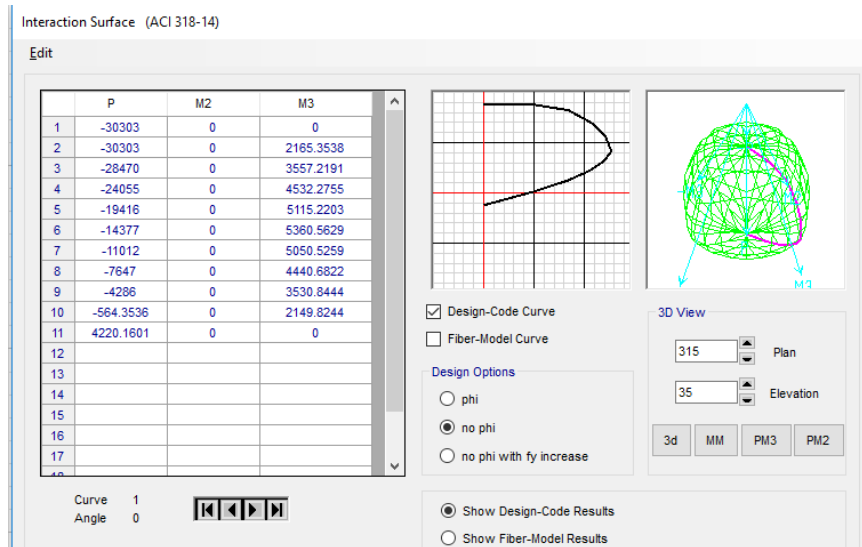 Interaction Surface (ACI 318-14)
Edit
P M2 M3
1 -30303 0 0
2 -30303 0 2165.3538
3 -28470 0 3557.2191
4 -24055 0 4532.2755
5 -19416 0 5115.2203
6 -14377 0 5360.5629
7 -11012 0 5050.5259
8 -7647 0 4440.6822
9 -4286 0 3530.8444
10 -564.3536 0 2149.8244
11 4220.1601 0 0
12
13
14
15
16
17
Curve 1
Angle 0
M3
Design-Code Curve
Fiber-Model Curve
Design Options
phi
no phi
no phi with fy increase
3D View
315 Plan
35 Elevation
3d MM PM3 PM2
Show Design-Code Results
Show Fiber-Model Results